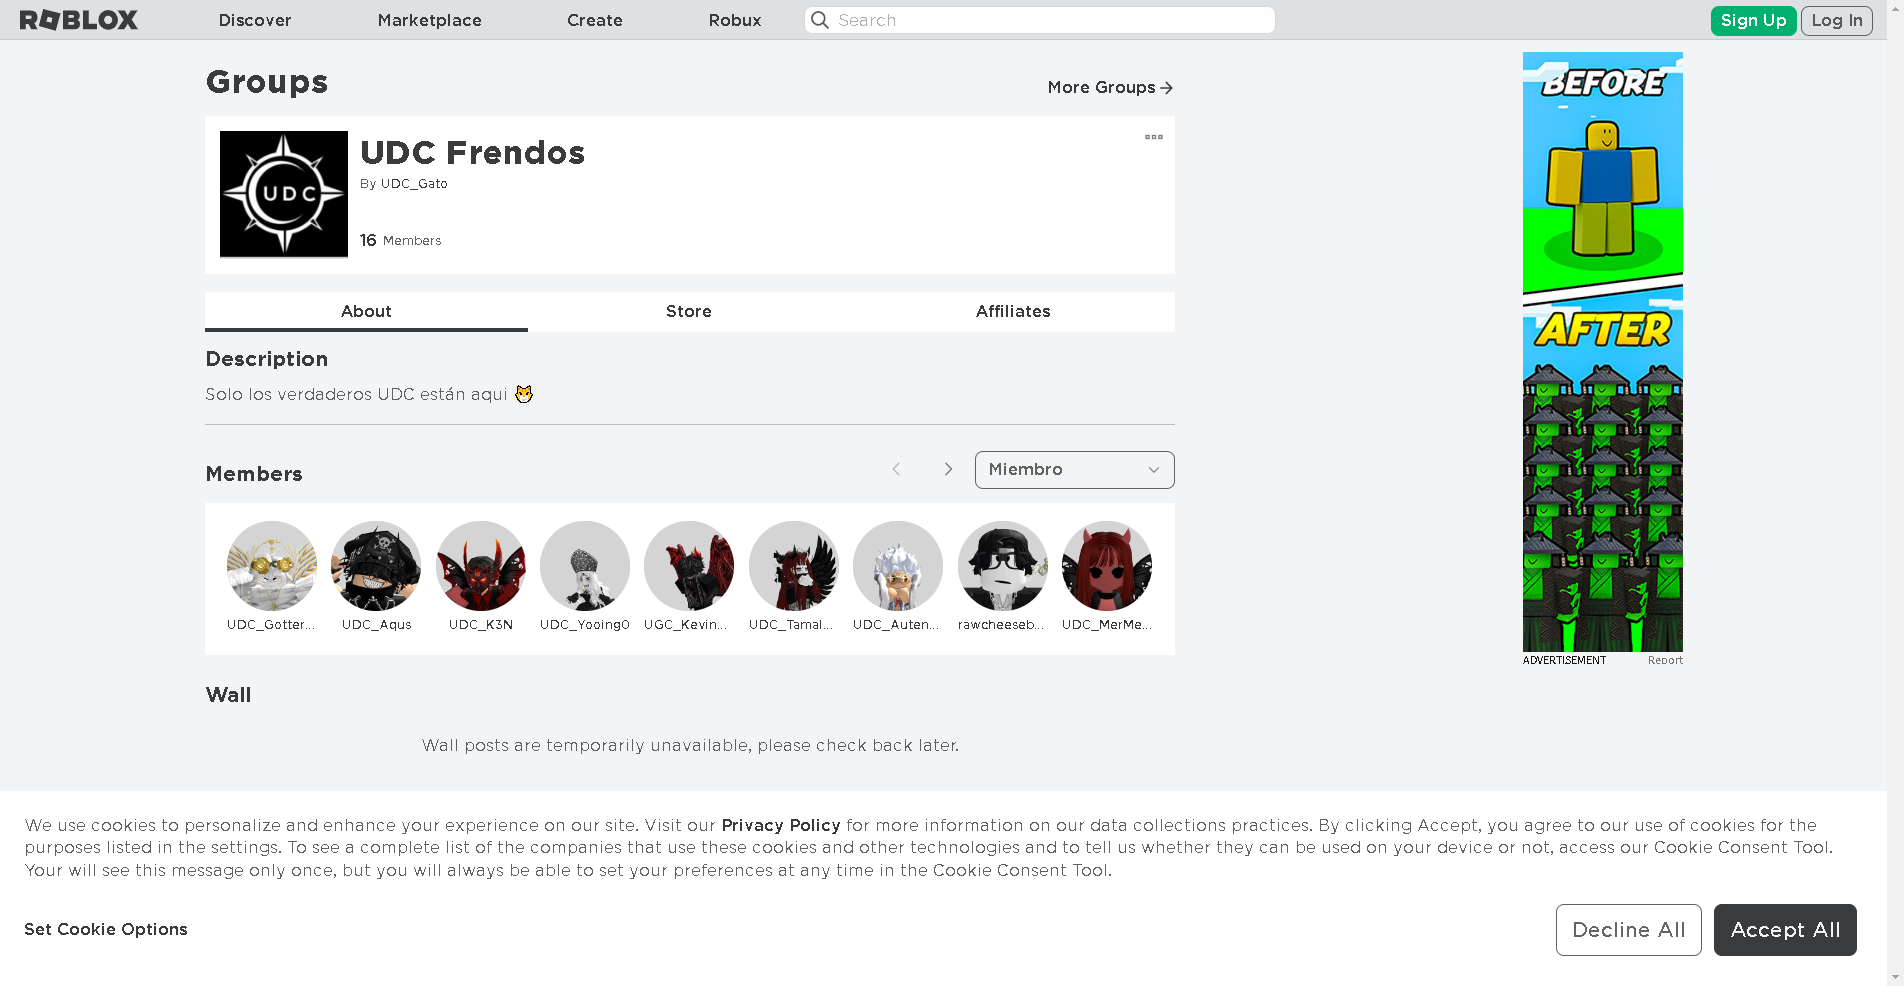 ROBLOX Discover Marketplace Create Robux Search Sign Up Log In
Groups
More Groups
UDC
UDC Frendos
By UDC_Gato
16 Members
About Store Affiliates
Description
Solo los verdaderos UDC están aqui
Members
Miembro
UDC_Gotter... UDC_Aqus UDC_K3N UDC_Yooing0 UGC_Kevin... UDC_Tamal... UDC_Auten... rawcheeseb... UDC_MerMe...
Wall
Wall posts are temporarily unavailable, please check back later.
BEFORE
AFTER
ADVERTISEMENT Report
We use cookies to personalize and enhance your experience on our site. Visit our Privacy Policy for more information on our data collections practices. By clicking Accept, you agree to our use of cookies for the
purposes listed in the settings. To see a complete list of the companies that use these cookies and other technologies and to tell us whether they can be used on your device or not, access our Cookie Consent Tool.
Your will see this message only once, but you will always be able to set your preferences at any time in the Cookie Consent Tool.
Set Cookie Options
Decline All
Accept All